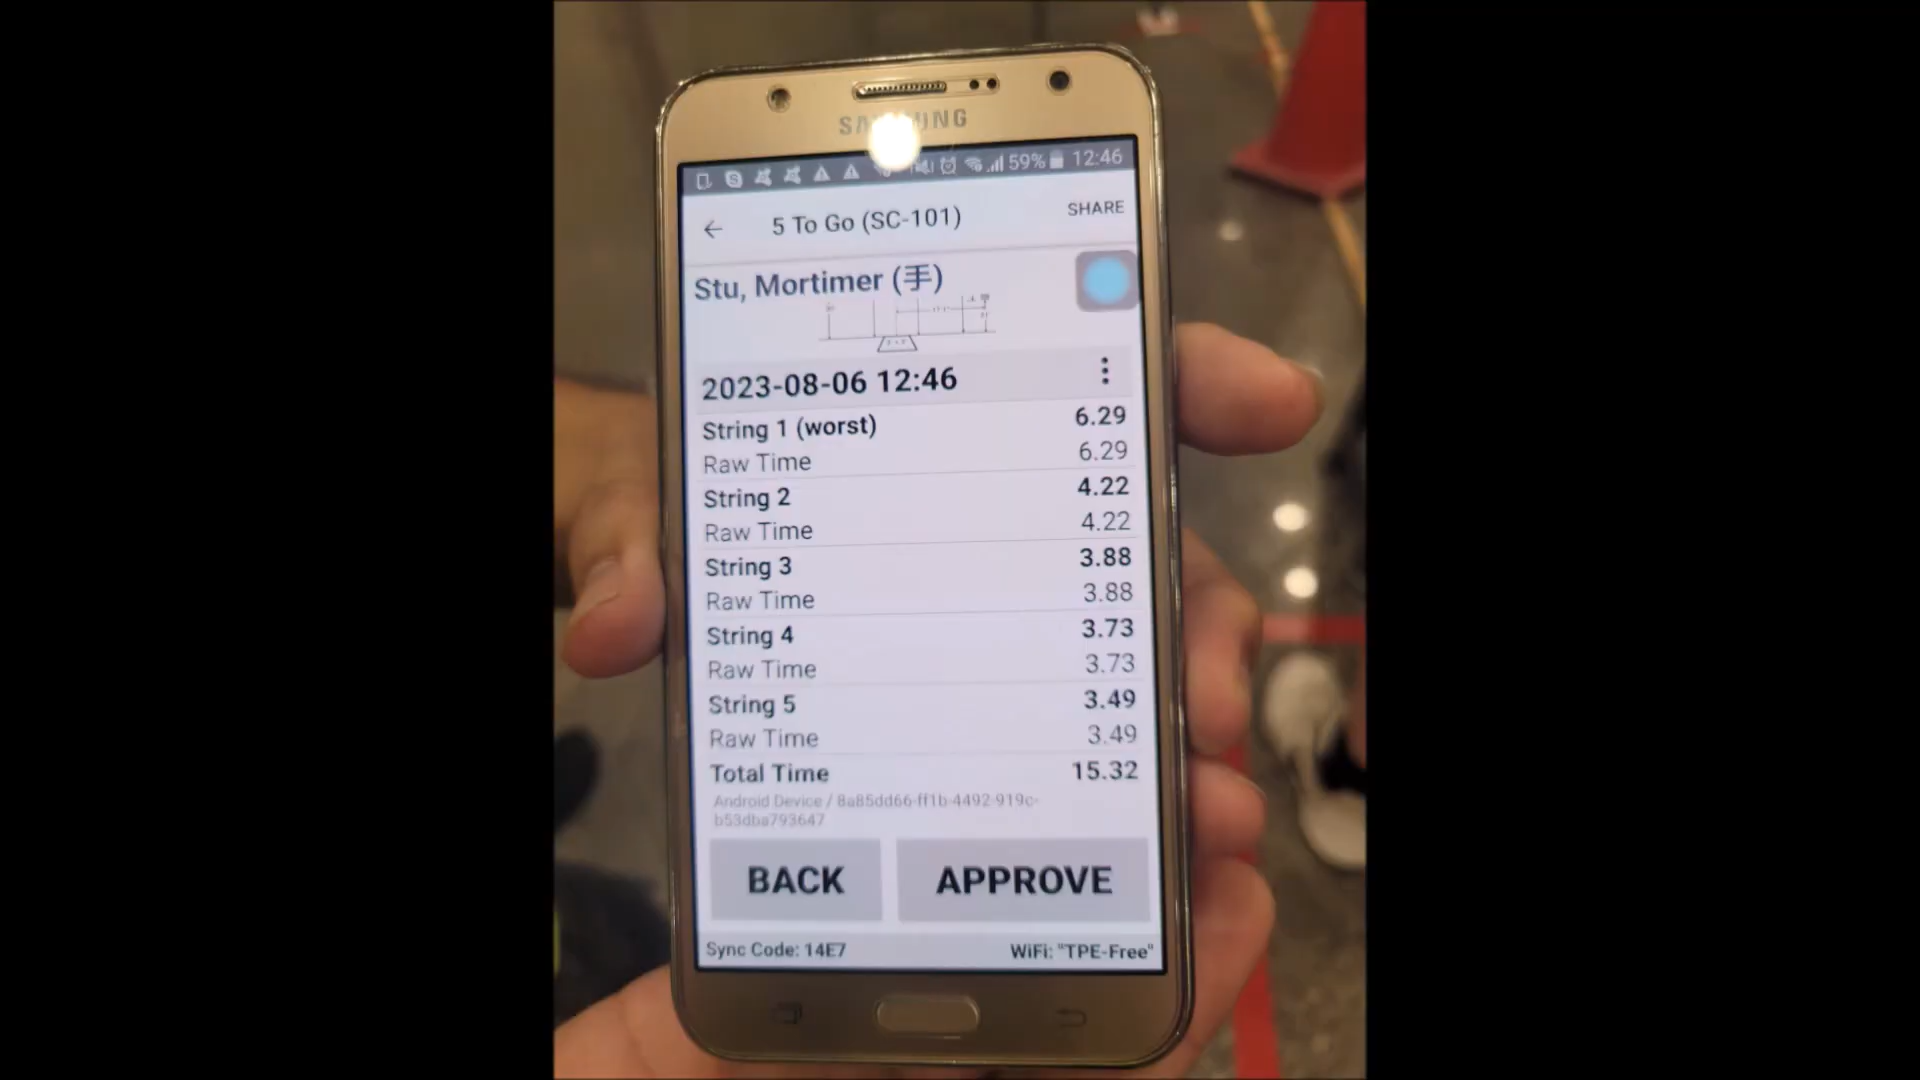 SAMSUNG
59% 12:46
5 To Go (SC-101) SHARE
Stu, Mortimer (手)
2023-08-06 12:46
String 1 (worst) 6.29
Raw Time 6.29
String 2 4.22
Raw Time 4.22
String 3 3.88
Raw Time 3.88
String 4 3.73
Raw Time 3.73
String 5 3.49
Raw Time 3.49
Total Time 15.32
Android Device / 8a85dd66-ff1b-4492-919c-
b53dba793647
BACK APPROVE
Sync Code: 14E7 WiFi: "TPE-Free"